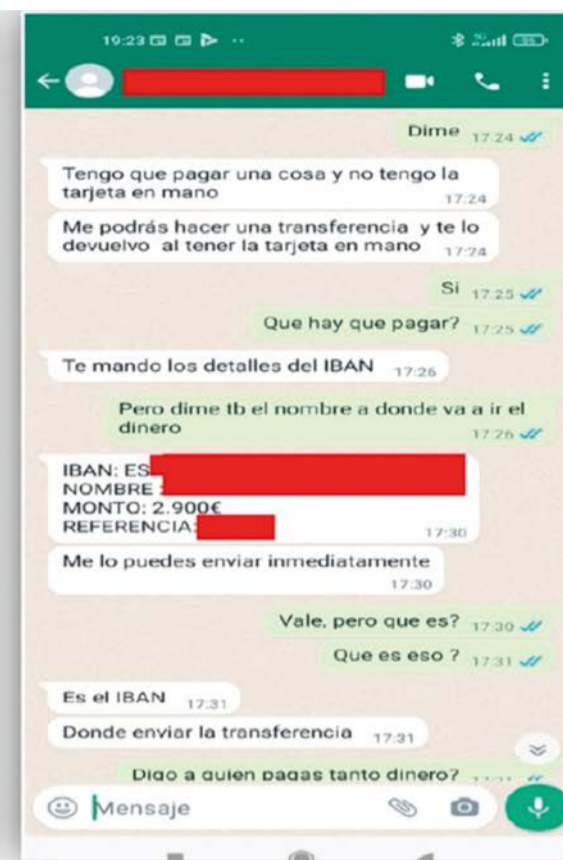 19:23
Dime 17:24
Tengo que pagar una cosa y no tengo la
tarjeta en mano 17:24
Me podrás hacer una transferencia y te lo
devuelvo al tener la tarjeta en mano 17:24
Si 17:25
Que hay que pagar? 17:25
Te mando los detalles del IBAN 17:26
Pero dime tb el nombre a donde va a ir el
dinero 17:26
IBAN: ES
NOMBRE :
MONTO: 2.900€
REFERENCIA: 17:30
Me lo puedes enviar inmediatamente
17:30
Vale, pero que es? 17:30
Que es eso ? 17:31
Es el IBAN 17:31
Donde enviar la transferencia 17:31
Digo a quien pagas tanto dinero?
Mensaje